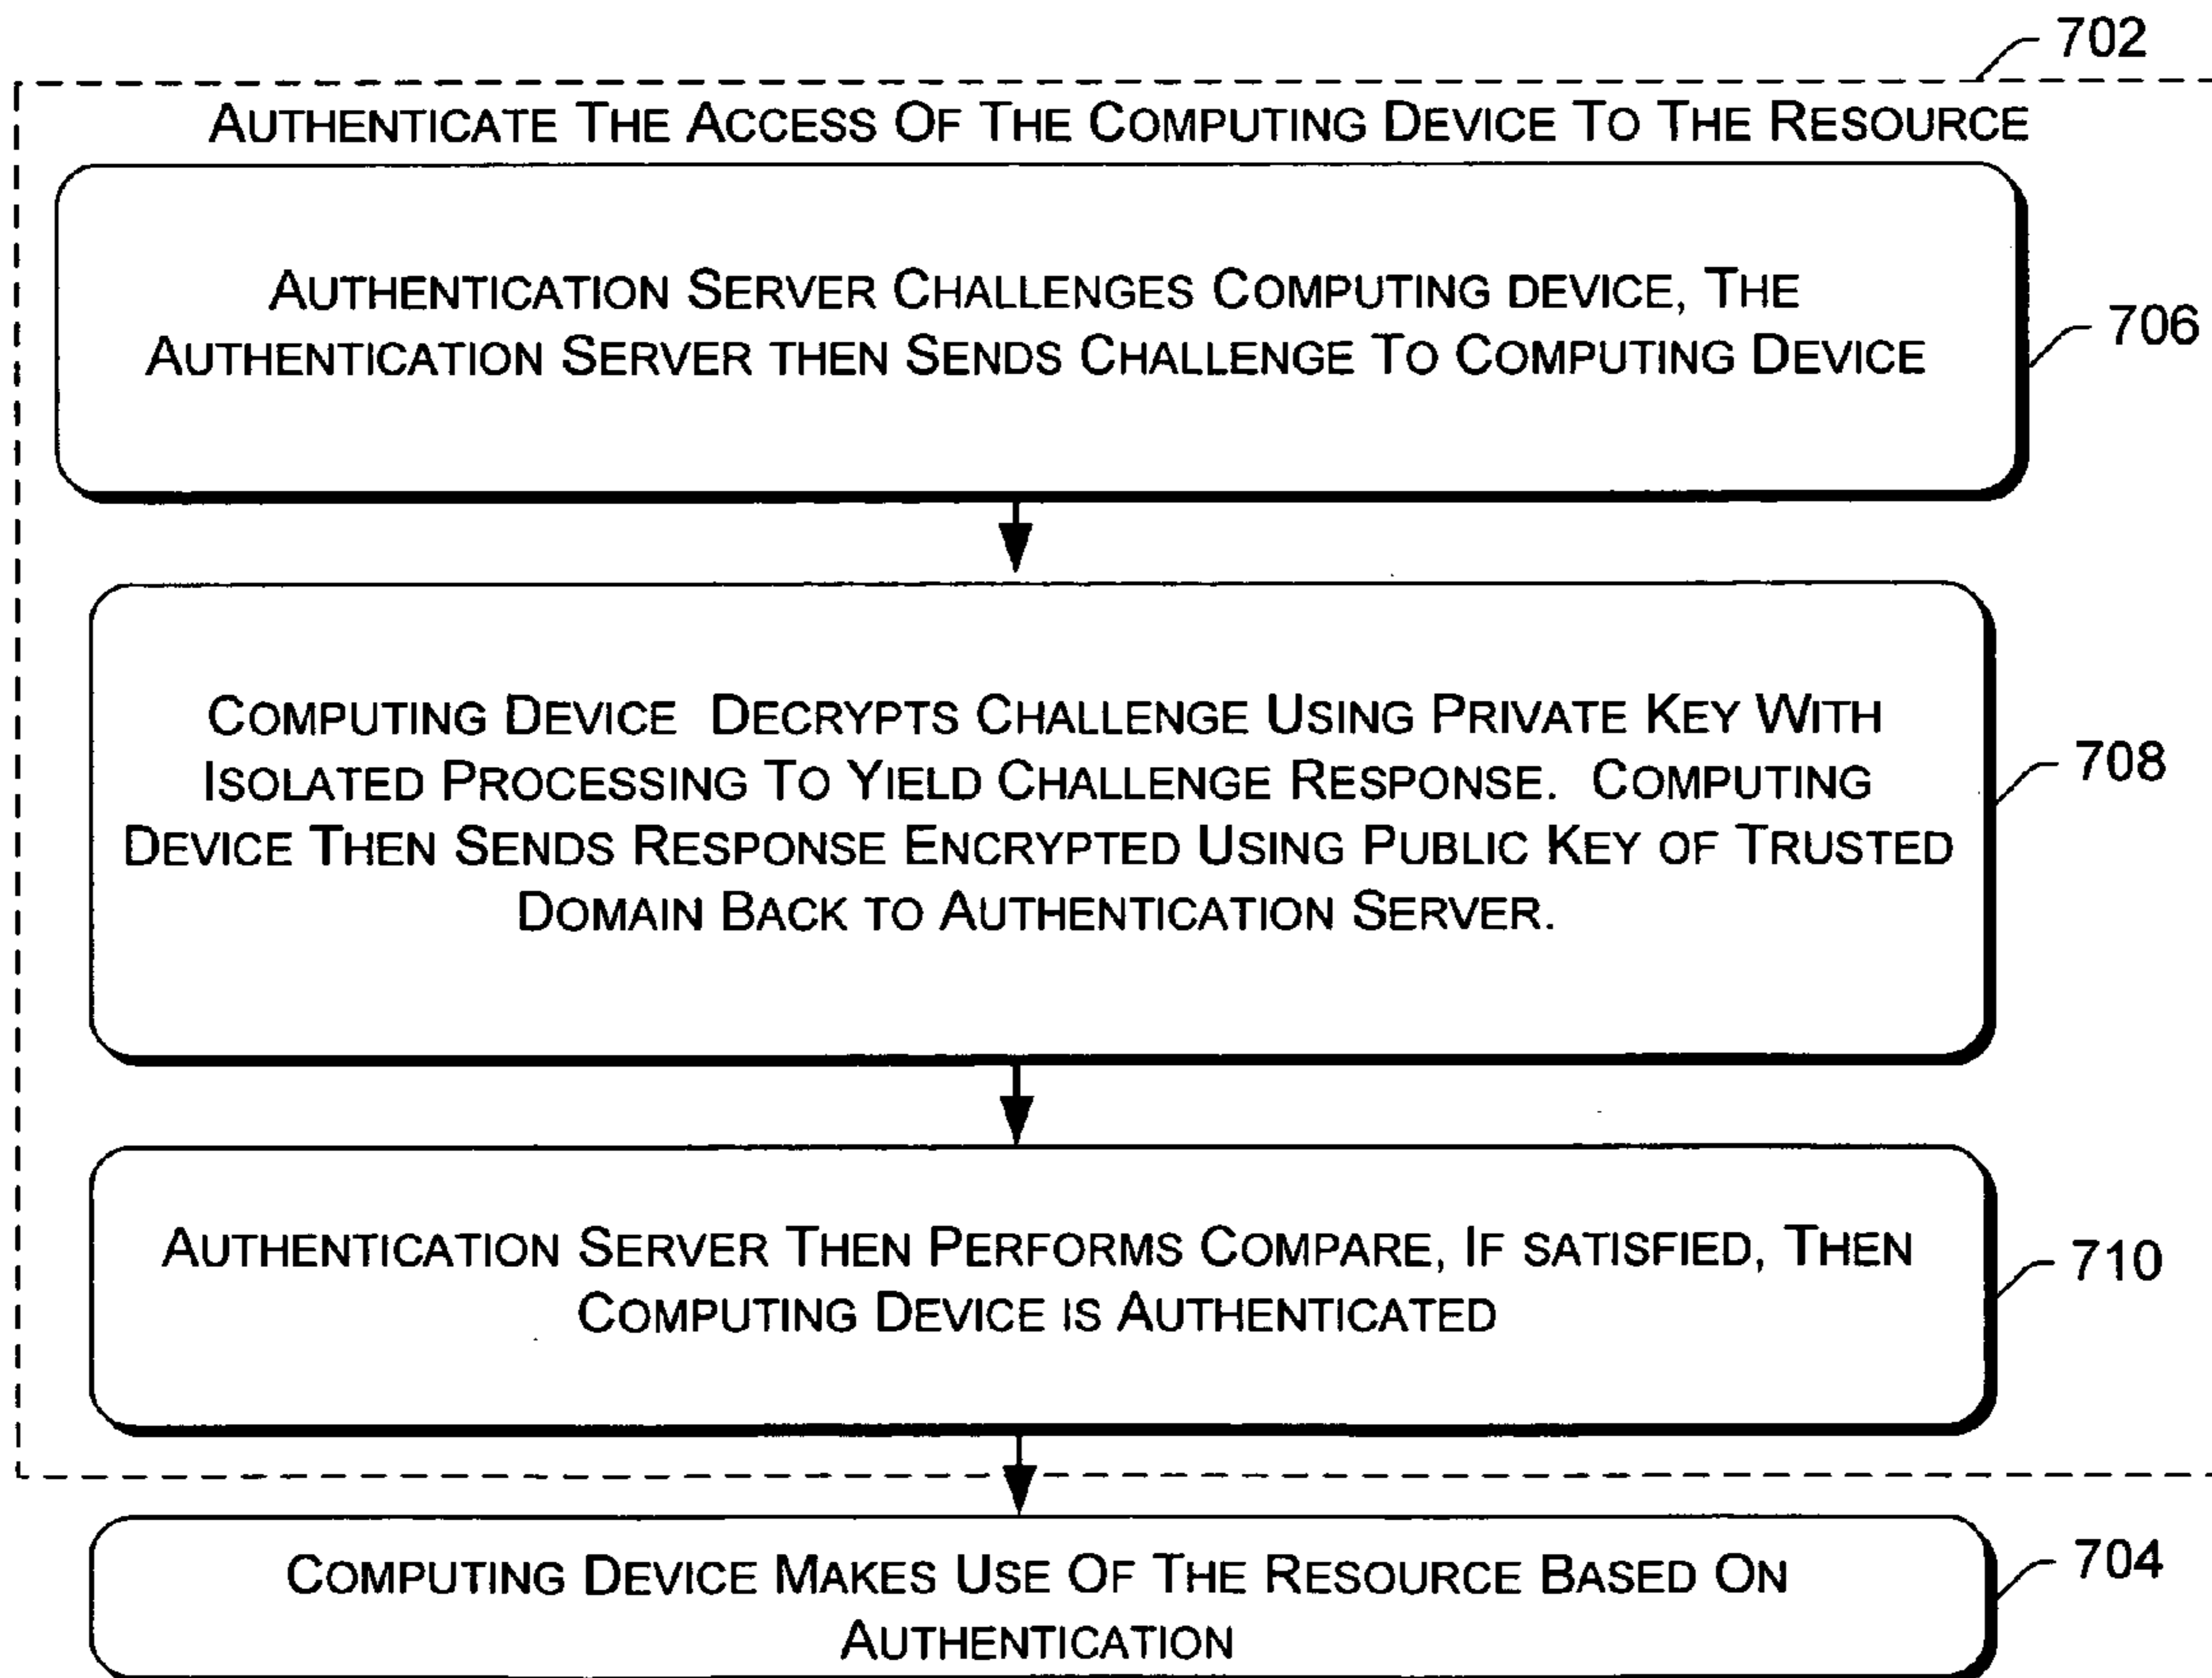 702
AUTHENTICATE THE ACCESS OF THE COMPUTING DEVICE TO THE RESOURCE
AUTHENTICATION SERVER CHALLENGES COMPUTING DEVICE, THE
AUTHENTICATION SERVER THEN SENDS CHALLENGE TO COMPUTING DEVICE
706
COMPUTING DEVICE DECRYPTS CHALLENGE USING PRIVATE KEY WITH
ISOLATED PROCESSING TO YIELD CHALLENGE RESPONSE. COMPUTING
DEVICE THEN SENDS RESPONSE ENCRYPTED USING PUBLIC KEY OF TRUSTED
DOMAIN BACK TO AUTHENTICATION SERVER.
708
AUTHENTICATION SERVER THEN PERFORMS COMPARE, IF SATISFIED, THEN
COMPUTING DEVICE IS AUTHENTICATED
710
COMPUTING DEVICE MAKES USE OF THE RESOURCE BASED ON
AUTHENTICATION
704